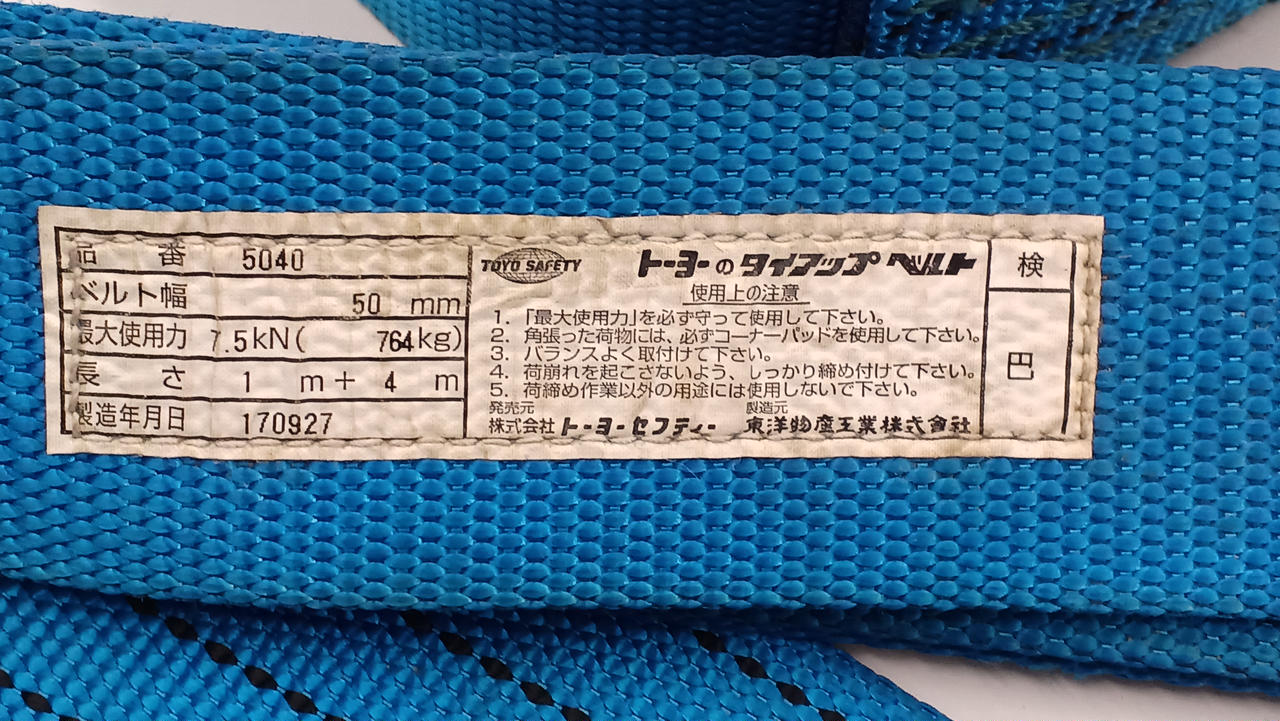 品 番 5040
ベルト幅 50 mm
最大使用力 7.5kN( 764kg)
長 さ 1 m+ 4 m
製造年月日 170927
TOYO SAFETY トーヨーのタイアップベルト
使用上の注意
1. 「最大使用力」を必ず守って使用して下さい。
2. 角張った荷物には、必ずコーナーパッドを使用して下さい。
3. バランスよく取付けて下さい。
4. 荷崩れを起こさないよう、しっかり締め付けて下さい。
5. 荷締め作業以外の用途には使用しないで下さい。
発売元 製造元
株式会社トーヨーセフティー 東洋物産工業株式会社
検
巴